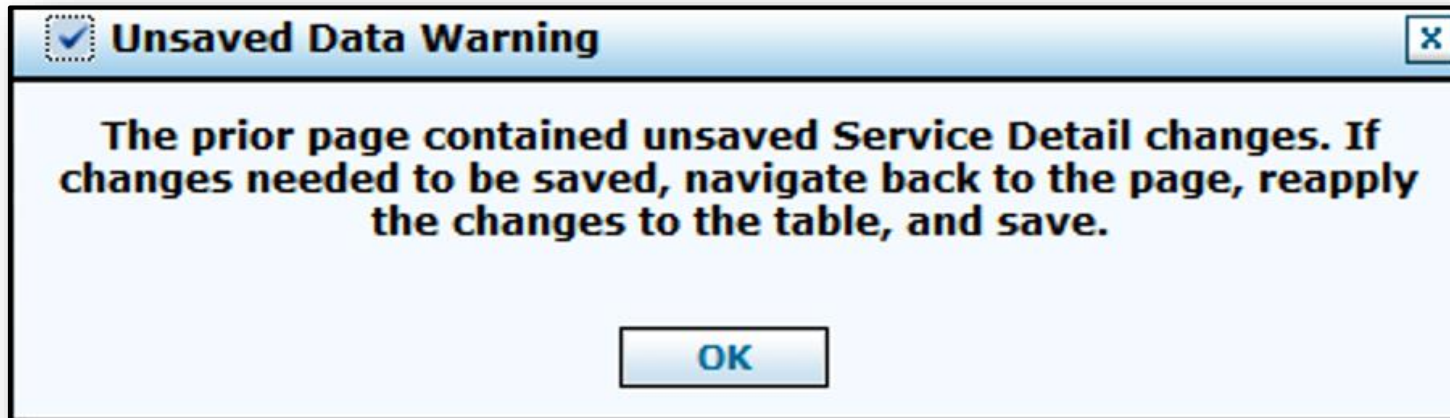 Unsaved Data Warning
x
The prior page contained unsaved Service Detail changes. If
changes needed to be saved, navigate back to the page, reapply
the changes to the table, and save.
OK